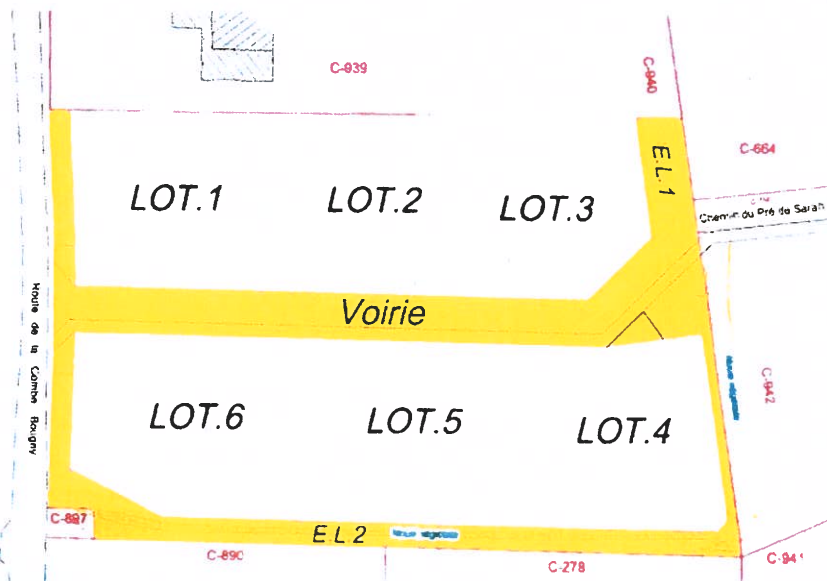 C-939
C-940
C-664
E.L.1
LOT.1
LOT.2
LOT.3
Chemin du Pré de Sarah
Voirie
Route de la Combe Rougny
C-942
LOT.6
LOT.5
LOT.4
C-897
E.L.2
C-890
C-278
C-941